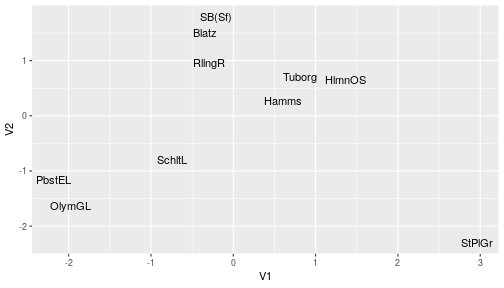 SB(Sf)
Blatz
RllngR
Tuborg
HlmnOS
Hamms
SchltL
PbstEL
OlymGL
StPlGr
1
0
-1
-2
V2
-2
-1
0
1
2
3
V1